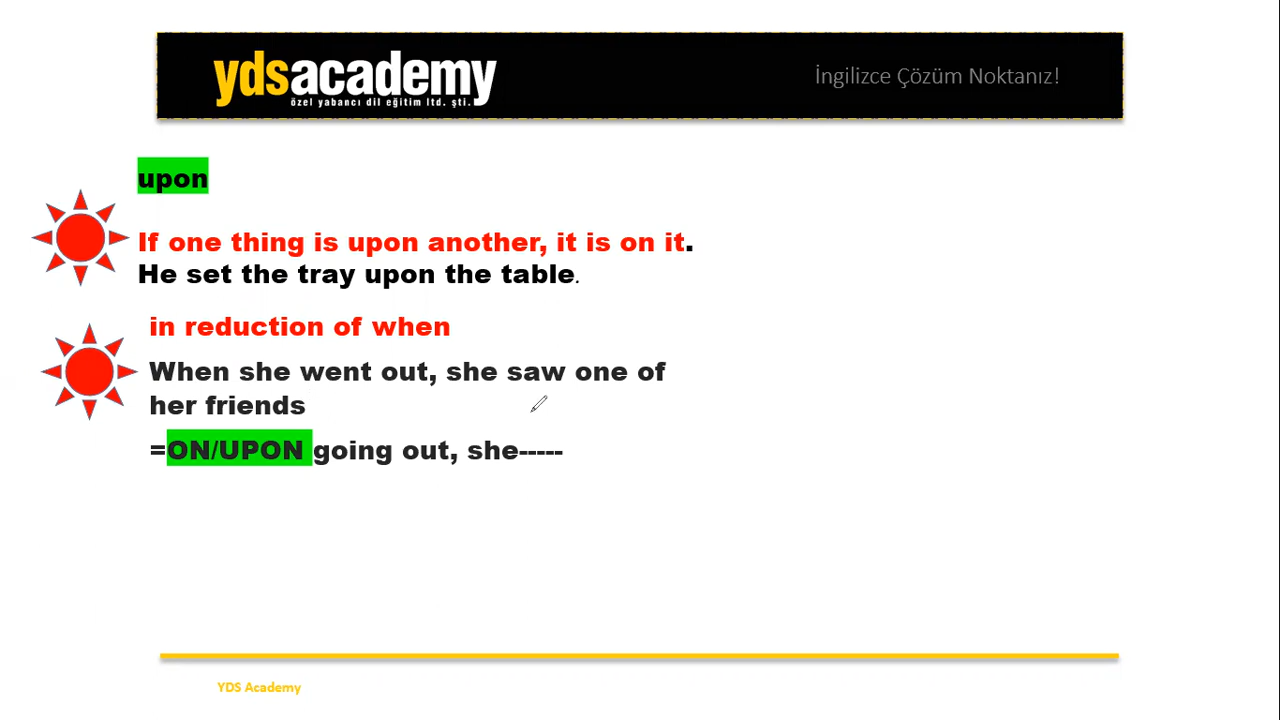 ydsacademy
özel yabancı dil eğitim ltd. şti.
İngilizce Çözüm Noktanız!
upon
If one thing is upon another, it is on it.
He set the tray upon the table.
in reduction of when
When she went out, she saw one of
her friends
=ON/UPON going out, she-----
YDS Academy